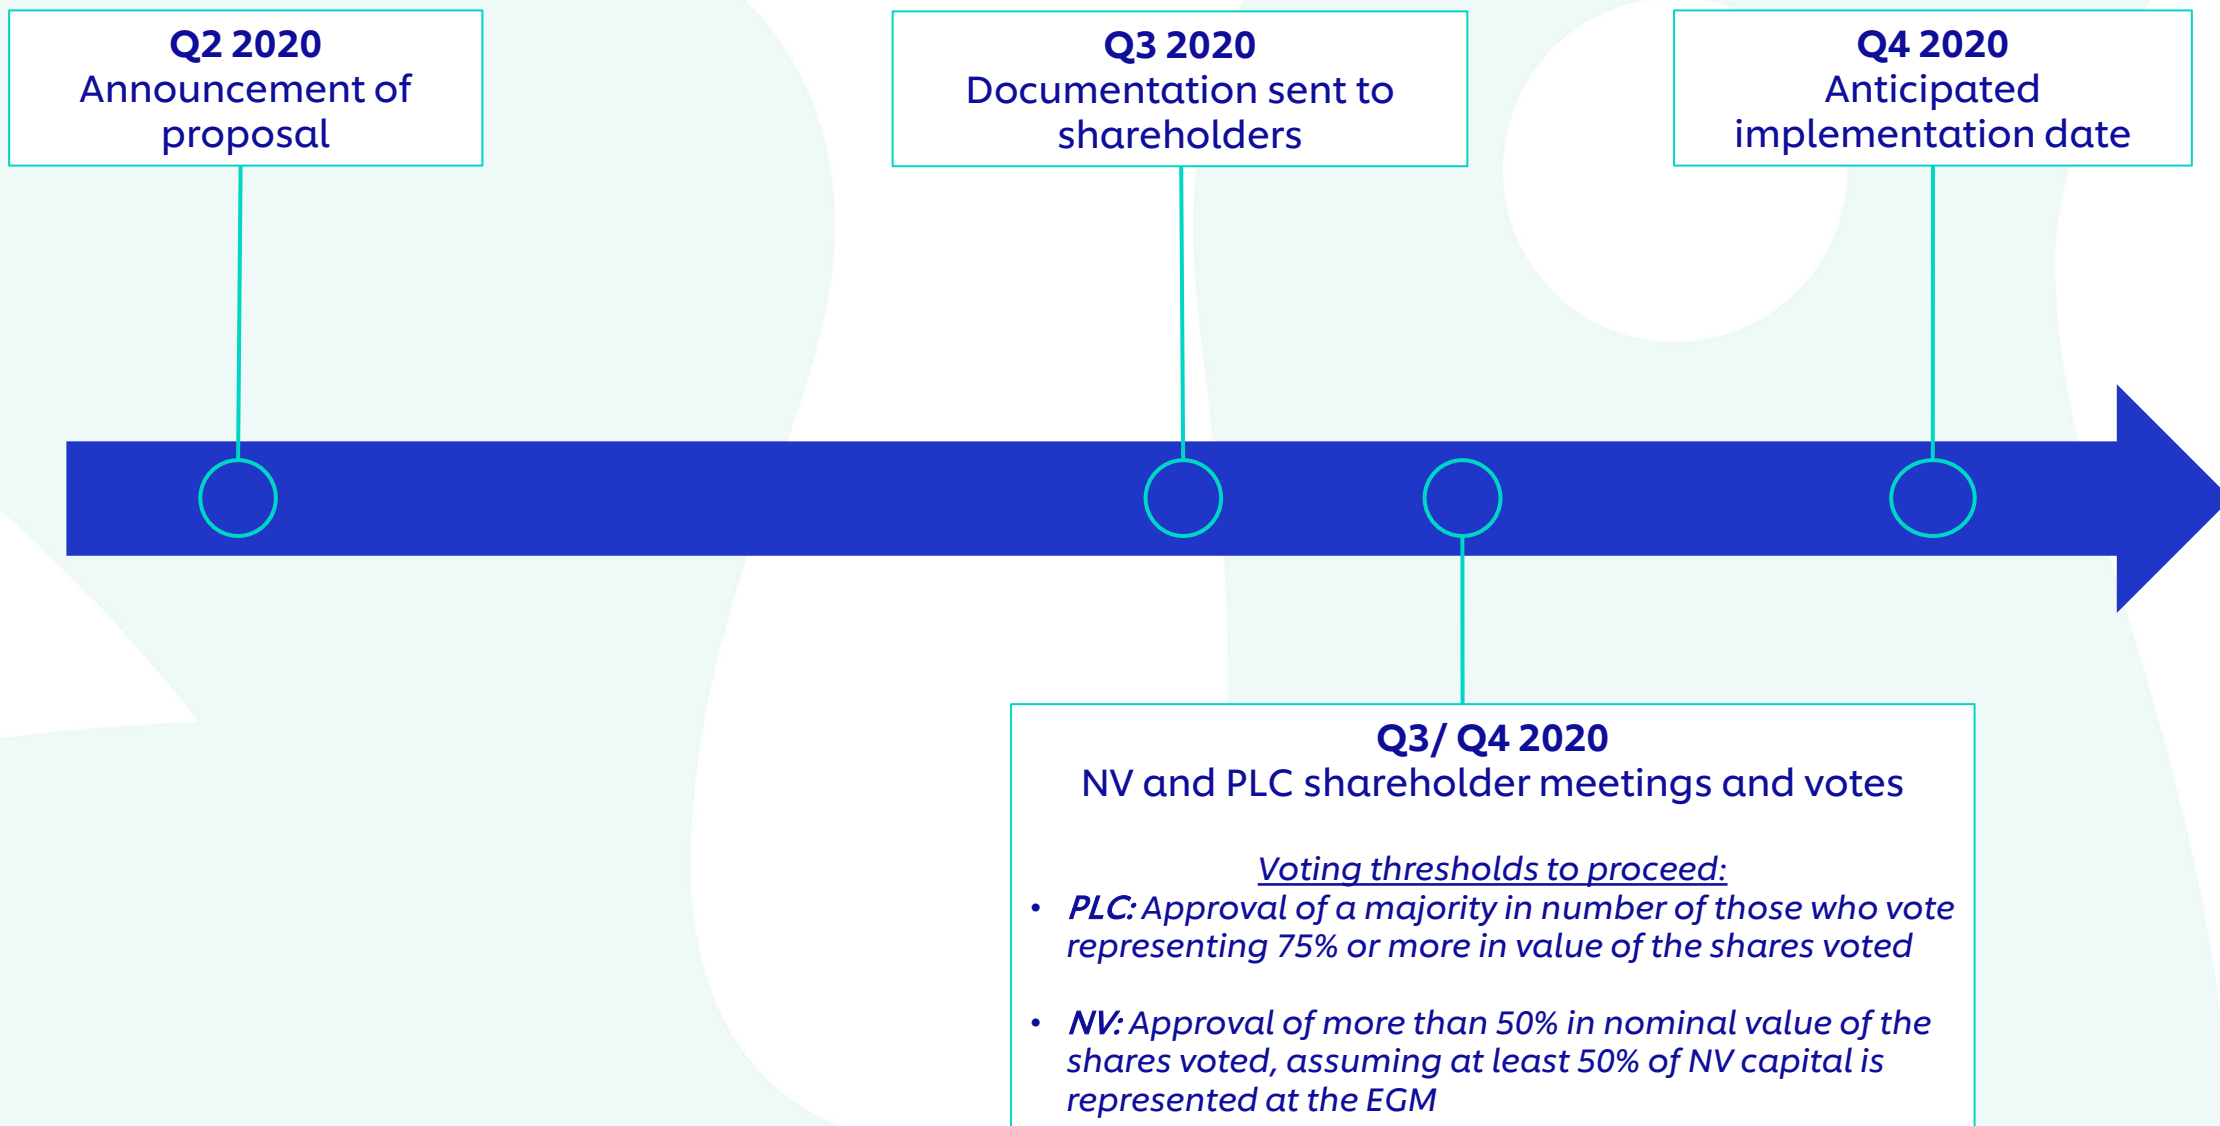 Q2 2020
Announcement of
proposal
Q3 2020
Documentation sent to
shareholders
Q4 2020
Anticipated
implementation date
Q3/ Q4 2020
NV and PLC shareholder meetings and votes
Voting thresholds to proceed:
• PLC: Approval of a majority in number of those who vote
representing 75% or more in value of the shares voted
• NV: Approval of more than 50% in nominal value of the
shares voted, assuming at least 50% of NV capital is
represented at the EGM